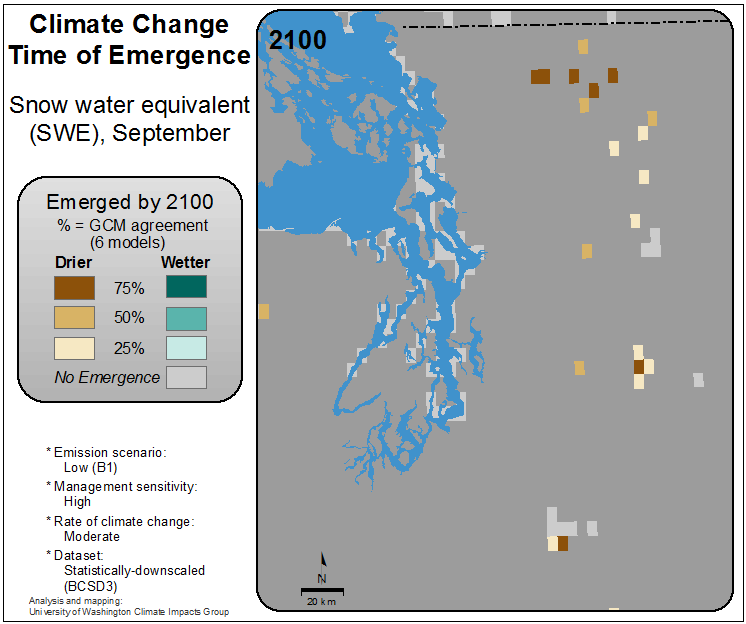 Climate Change
Time of Emergence
Snow water equivalent
(SWE), September
Emerged by 2100
% = GCM agreement
(6 models)
Drier Wetter
75%
50%
25%
No Emergence
* Emission scenario:
Low (B1)
* Management sensitivity:
High
* Rate of climate change:
Moderate
* Dataset:
Statistically-downscaled
(BCSD3)
Analysis and mapping:
University of Washington Climate Impacts Group
2100
N
20 km